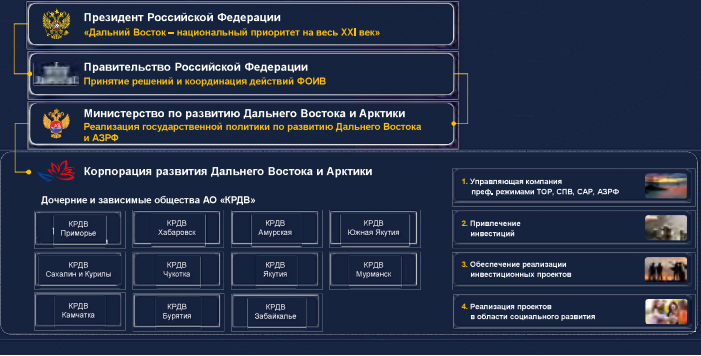 Президент Российской Федерации
«Дальний Восток – национальный приоритет на весь XXI век»
Правительство Российской Федерации
Принятие решений и координация действий ФОИВ
Министерство по развитию Дальнего Востока и Арктики
Реализация государственной политики по развитию Дальнего Востока
и АЗРФ
Корпорация развития Дальнего Востока и Арктики
Дочерние и зависимые общества АО «КРДВ»
КРДВ
Приморье
КРДВ
Хабаровск
КРДВ
Амурская
КРДВ
Южная Якутия
КРДВ
Сахалин и Курилы
КРДВ
Чукотка
КРДВ
Якутия
КРДВ
Мурманск
КРДВ
Камчатка
КРДВ
Бурятия
КРДВ
Забайкалье
1. Управляющая компания
преф. режимами ТОР, СПВ, САР, АЗРФ
2. Привлечение
инвестиций
3. Обеспечение реализации
инвестиционных проектов
4. Реализация проектов
в области социального развития